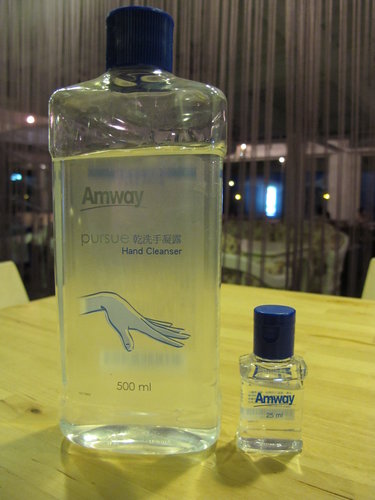 Amway
pursue 乾洗手凝露
Hand Cleanser
500 ml
Amway
25 ml